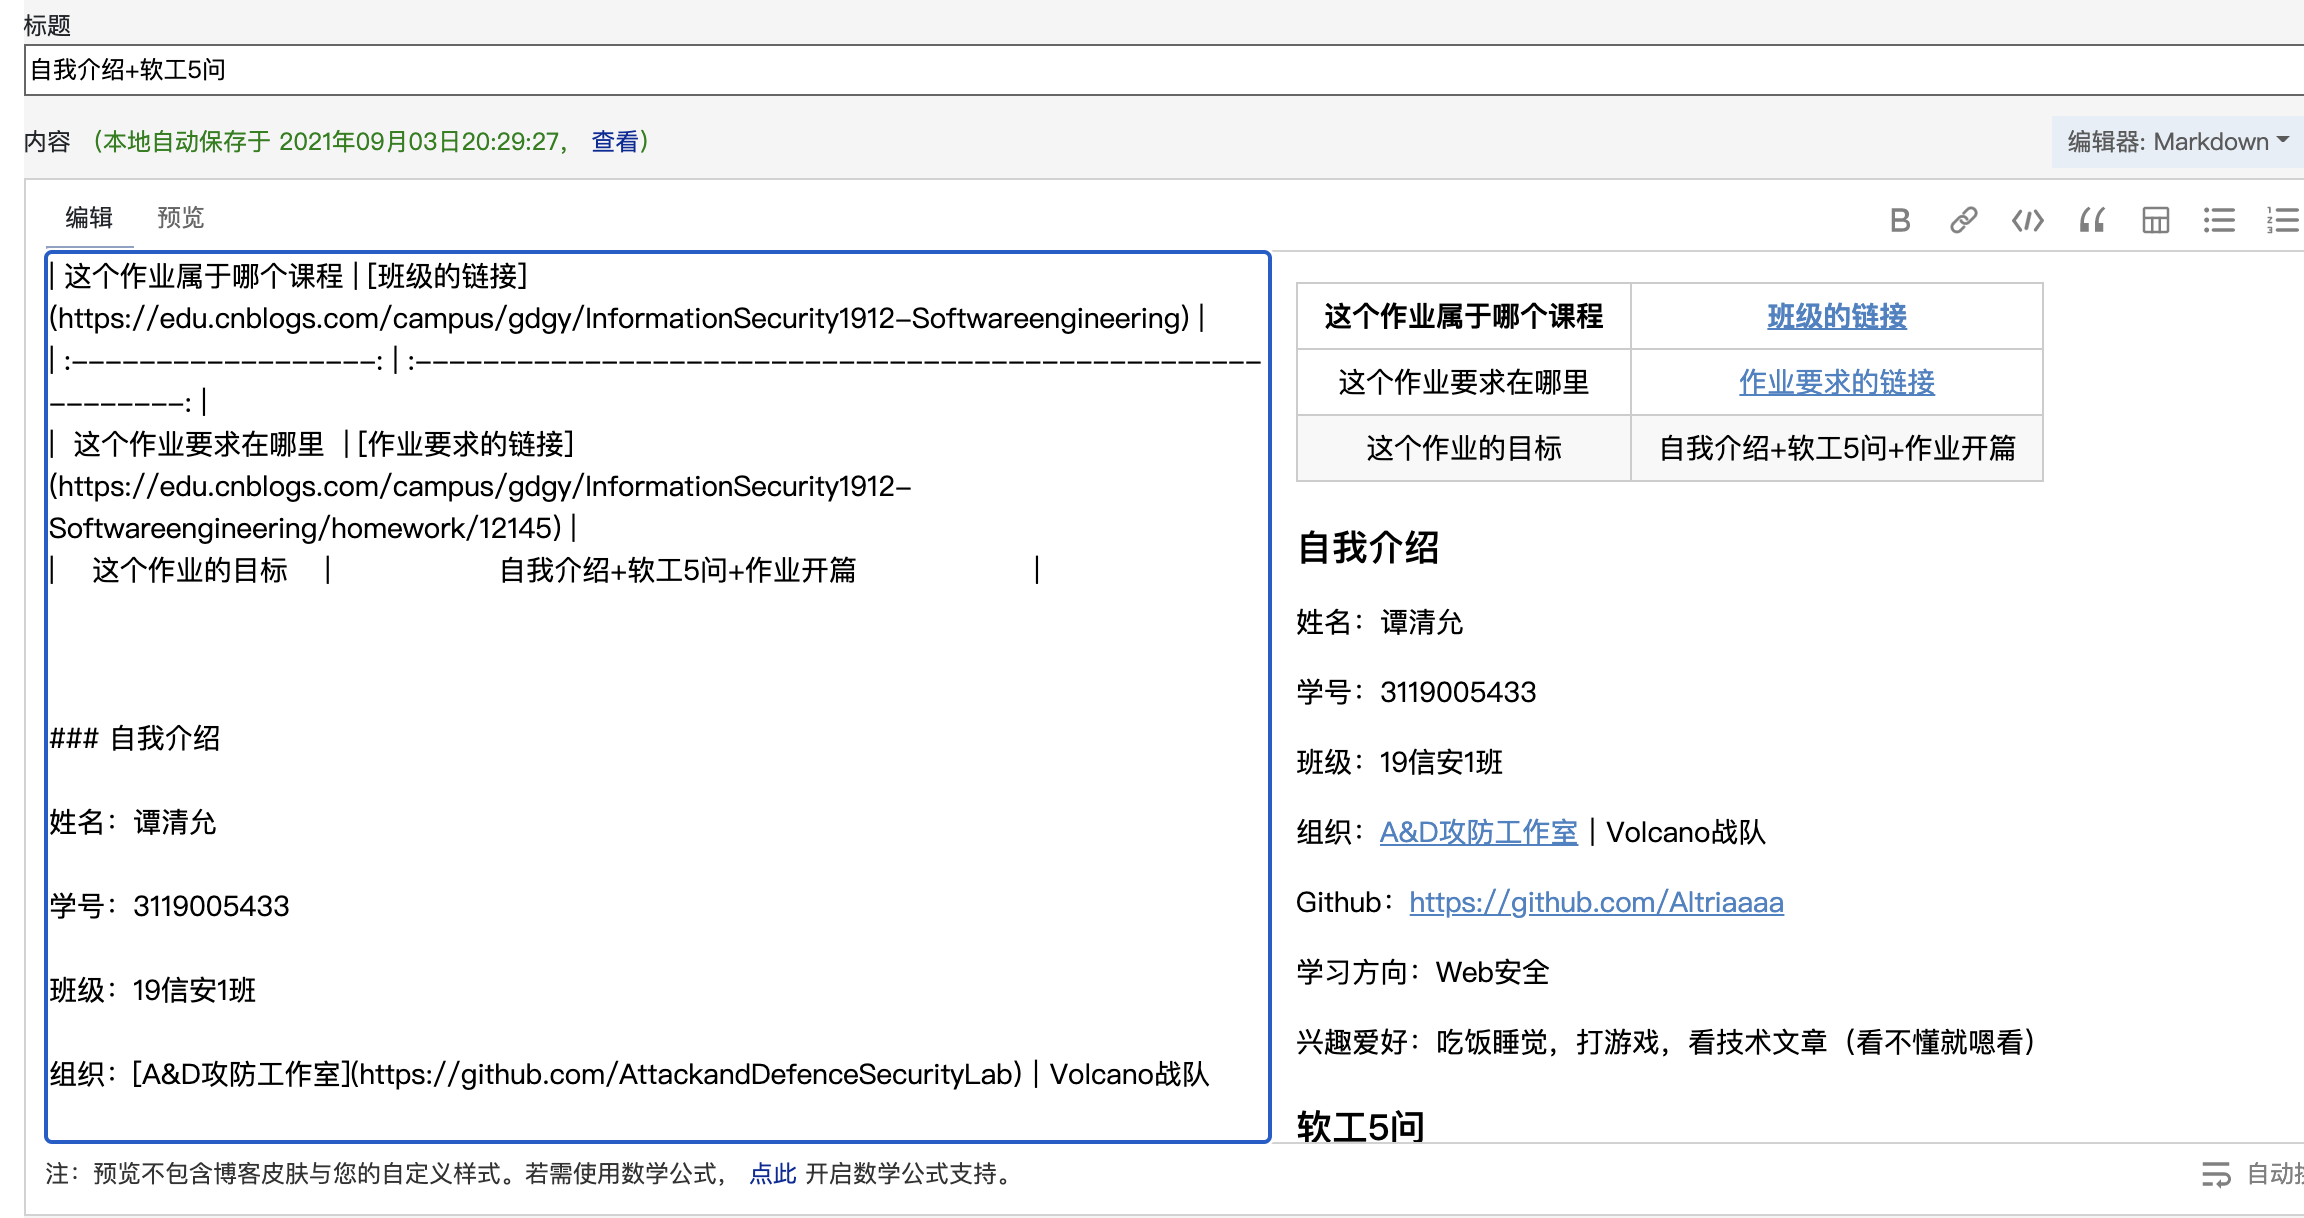 标题
自我介绍+软工5问
内容 （本地自动保存于 2021年09月03日20:29:27， 查看）
编辑器: Markdown
编辑 预览
| 这个作业属于哪个课程 | [班级的链接]
(https://edu.cnblogs.com/campus/gdgy/InformationSecurity1912-Softwareengineering) |
| :------------------: | :---------------------------------------------------
--------: |
| 这个作业要求在哪里 | [作业要求的链接]
(https://edu.cnblogs.com/campus/gdgy/InformationSecurity1912-
Softwareengineering/homework/12145) |
| 这个作业的目标 | 自我介绍+软工5问+作业开篇 |
### 自我介绍
姓名：谭清允
学号：3119005433
班级：19信安1班
组织：[A&D攻防工作室](https://github.com/AttackandDefenceSecurityLab) | Volcano战队
这个作业属于哪个课程 班级的链接
这个作业要求在哪里 作业要求的链接
这个作业的目标 自我介绍+软工5问+作业开篇
自我介绍
姓名：谭清允
学号：3119005433
班级：19信安1班
组织：A&D攻防工作室 | Volcano战队
Github：https://github.com/Altriaaaa
学习方向：Web安全
兴趣爱好：吃饭睡觉，打游戏，看技术文章（看不懂就嗯看）
软工5问
注：预览不包含博客皮肤与您的自定义样式。若需使用数学公式， 点此 开启数学公式支持。
自动